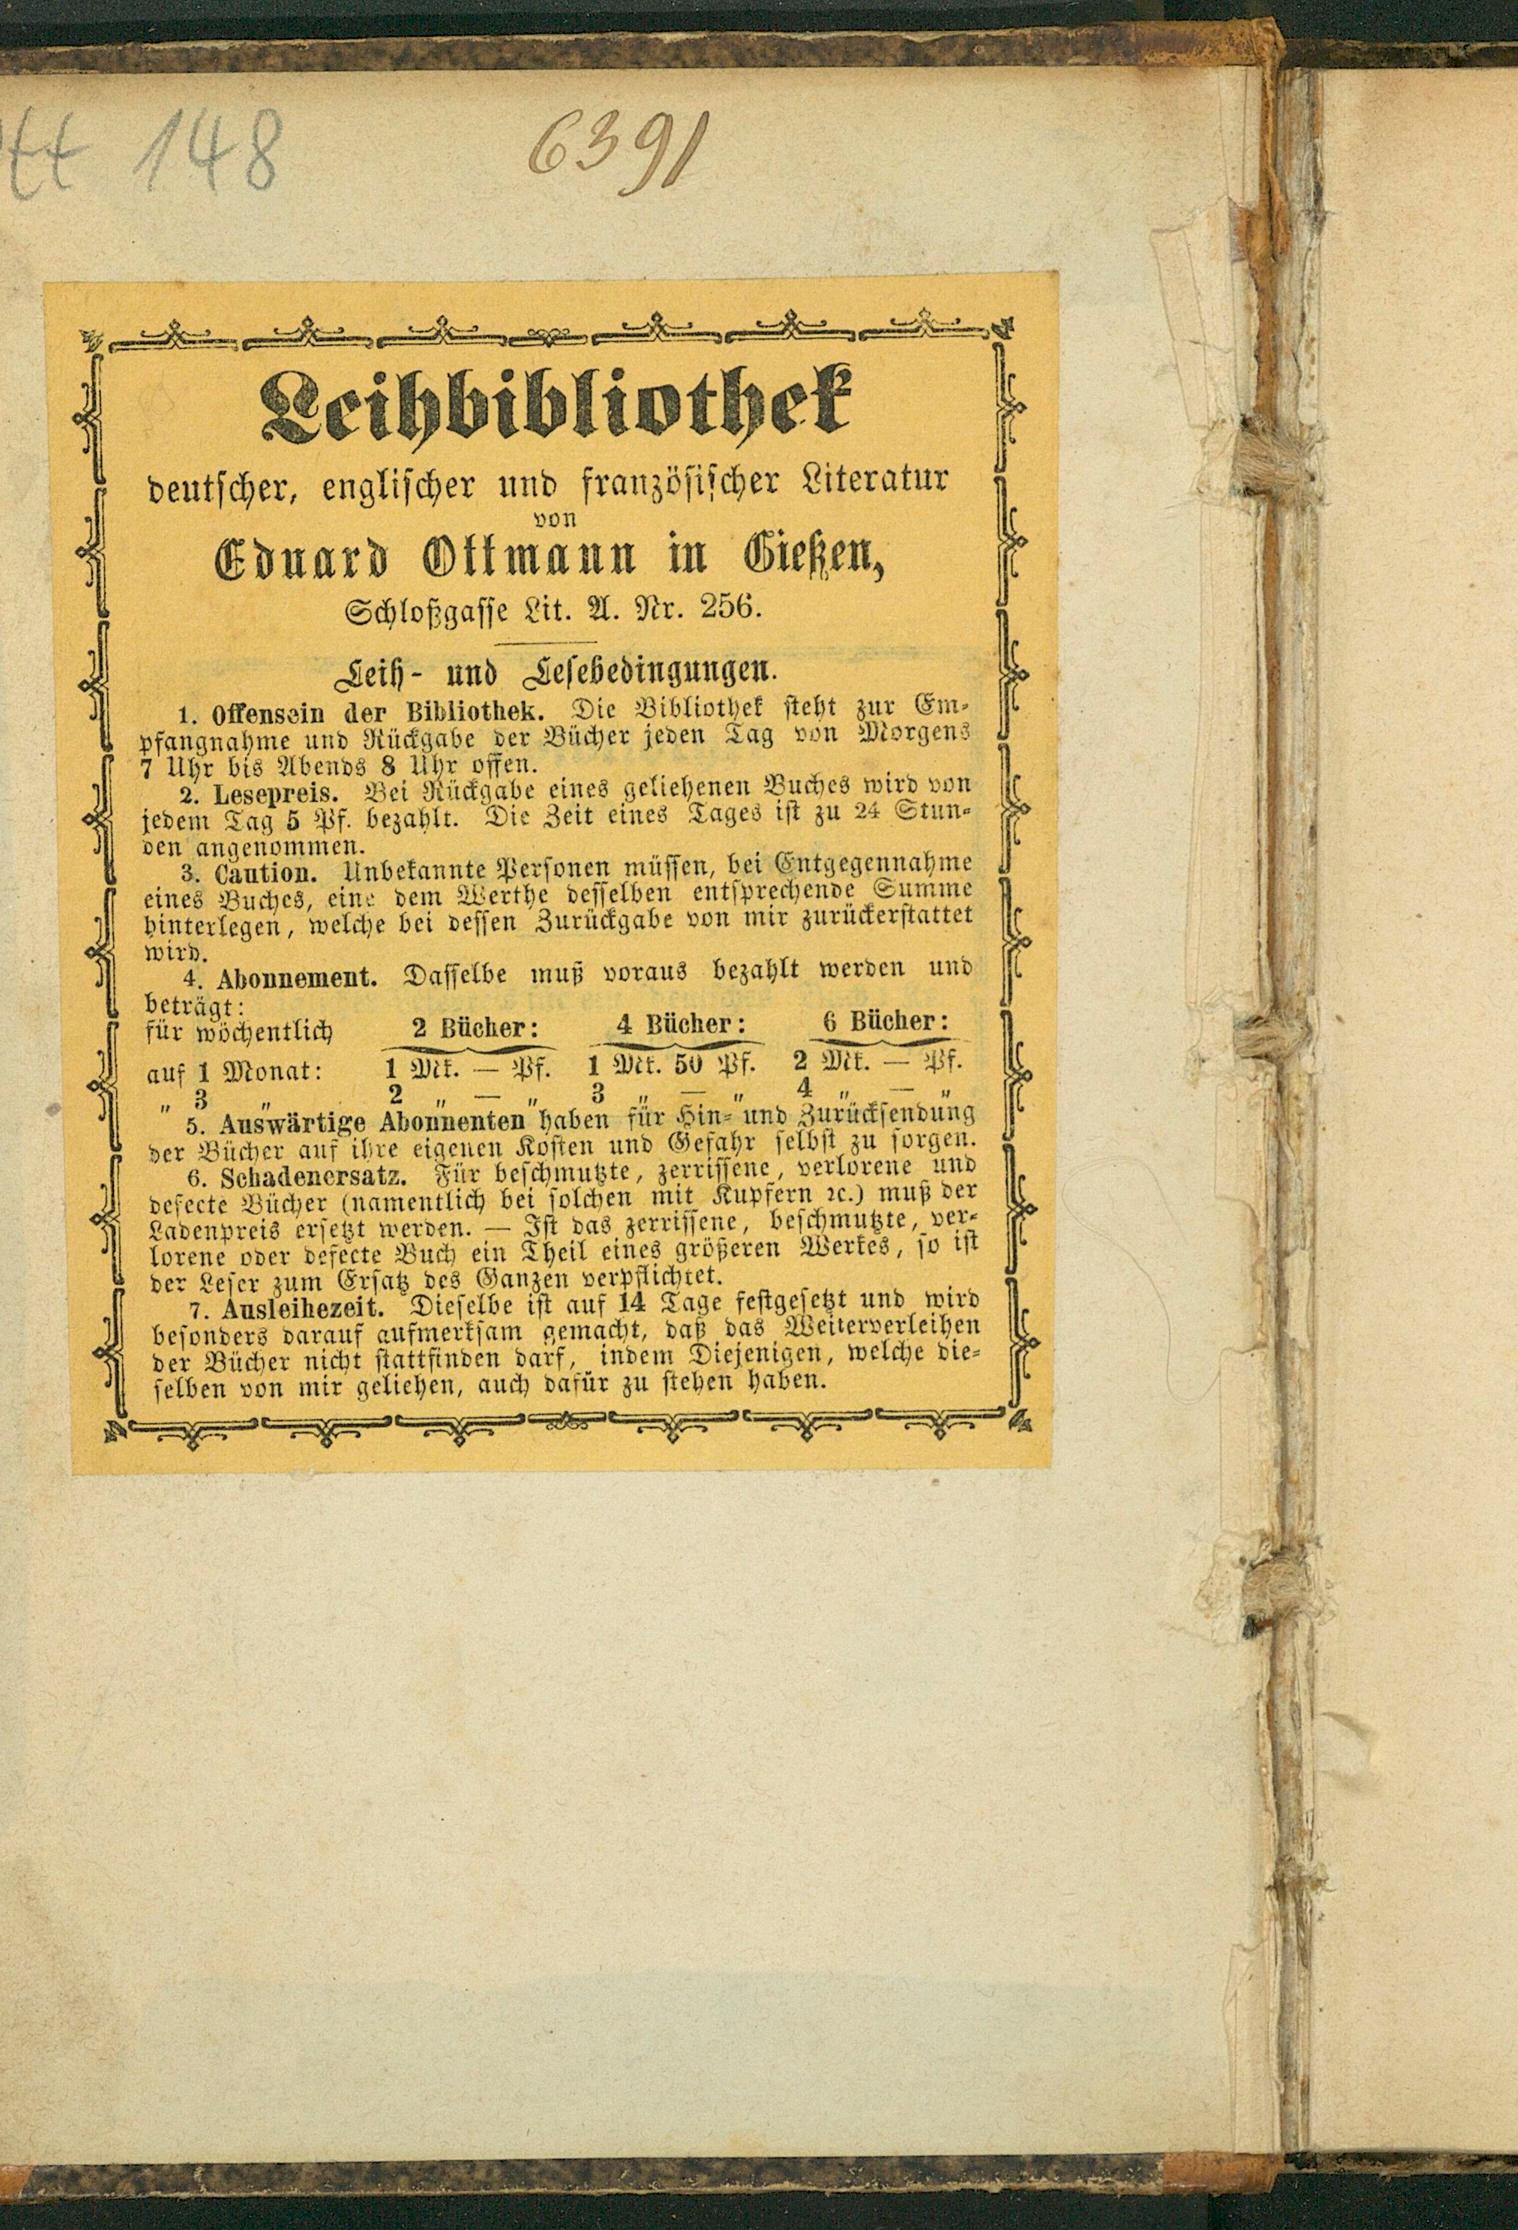 tt 148
6391
Leihbibliothek
deutscher, englischer und französischer Literatur
von
Eduard Ottmann in Gießen,
Schloßgasse Lit. A. Nr. 256.
Leih- und Lesebedingungen.
1. Offensein der Bibliothek. Die Bibliothek steht zur Em-
pfangnahme und Rückgabe der Bücher jeden Tag von Morgens
7 Uhr bis Abends 8 Uhr offen.
2. Lesepreis. Bei Rückgabe eines geliehenen Buches wird von
jedem Tag 5 Pf. bezahlt. Die Zeit eines Tages ist zu 24 Stun-
den angenommen.
3. Caution. Unbekannte Personen müssen, bei Entgegennahme
eines Buches, eine dem Werthe desselben entsprechende Summe
hinterlegen, welche bei dessen Zurückgabe von mir zurückerstattet
wird.
4. Abonnement. Dasselbe muß voraus bezahlt werden und
beträgt:
für wöchentlich 2 Bücher: 4 Bücher: 6 Bücher:
auf 1 Monat: 1 Mk. — Pf. 1 Mk. 50 Pf. 2 Mk. — Pf.
„ 3 „ 2 „ — „ 3 „ — „ 4 „ — „
5. Auswärtige Abonnenten haben für Hin- und Zurücksendung
der Bücher auf ihre eigenen Kosten und Gefahr selbst zu sorgen.
6. Schadenersatz. Für beschmutzte, zerrissene, verlorene und
defecte Bücher (namentlich bei solchen mit Kupfern ꝛc.) muß der
Ladenpreis ersetzt werden. — Ist das zerrissene, beschmutzte, ver-
lorene oder defecte Buch ein Theil eines größeren Werkes, so ist
der Leser zum Ersatz des Ganzen verpflichtet.
7. Ausleihezeit. Dieselbe ist auf 14 Tage festgesetzt und wird
besonders darauf aufmerksam gemacht, daß das Weiterverleihen
der Bücher nicht stattfinden darf, indem Diejenigen, welche die-
selben von mir geliehen, auch dafür zu stehen haben.